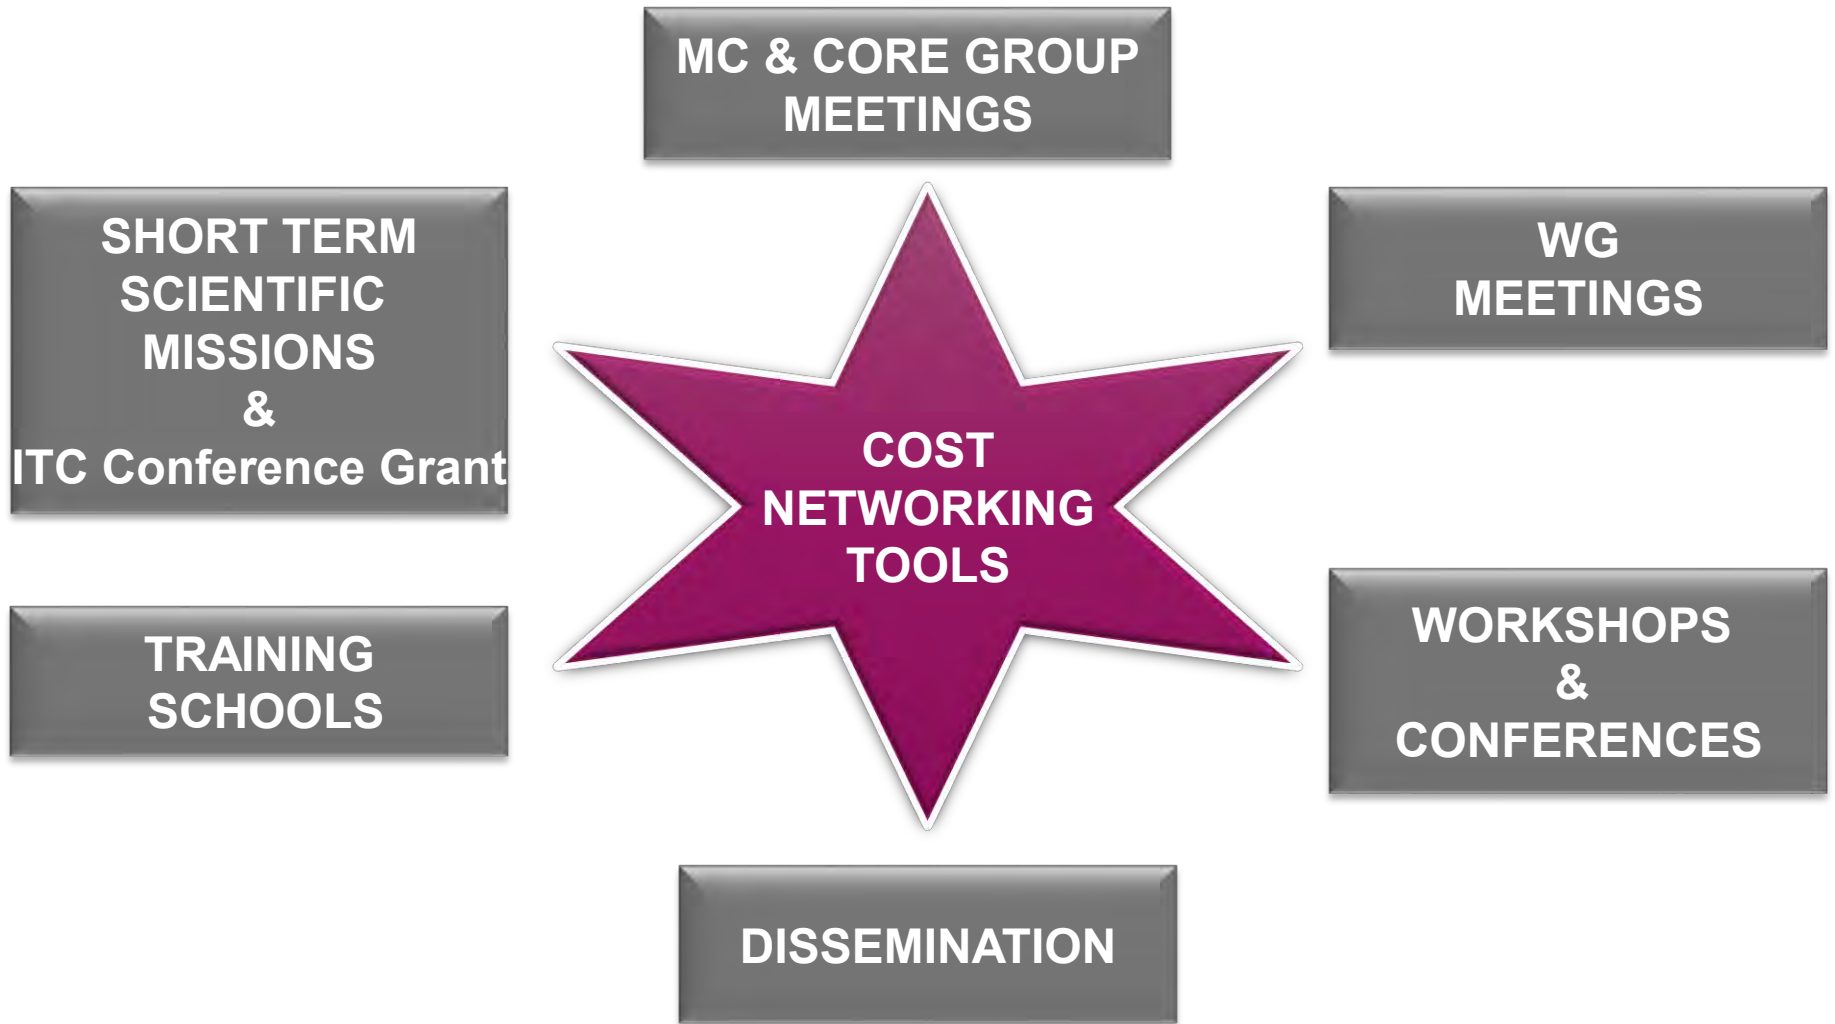 MC & CORE GROUP
MEETINGS
SHORT TERM
SCIENTIFIC
MISSIONS
&
ITC Conference Grant
WG
MEETINGS
COST
NETWORKING
TOOLS
TRAINING
SCHOOLS
WORKSHOPS
&
CONFERENCES
DISSEMINATION